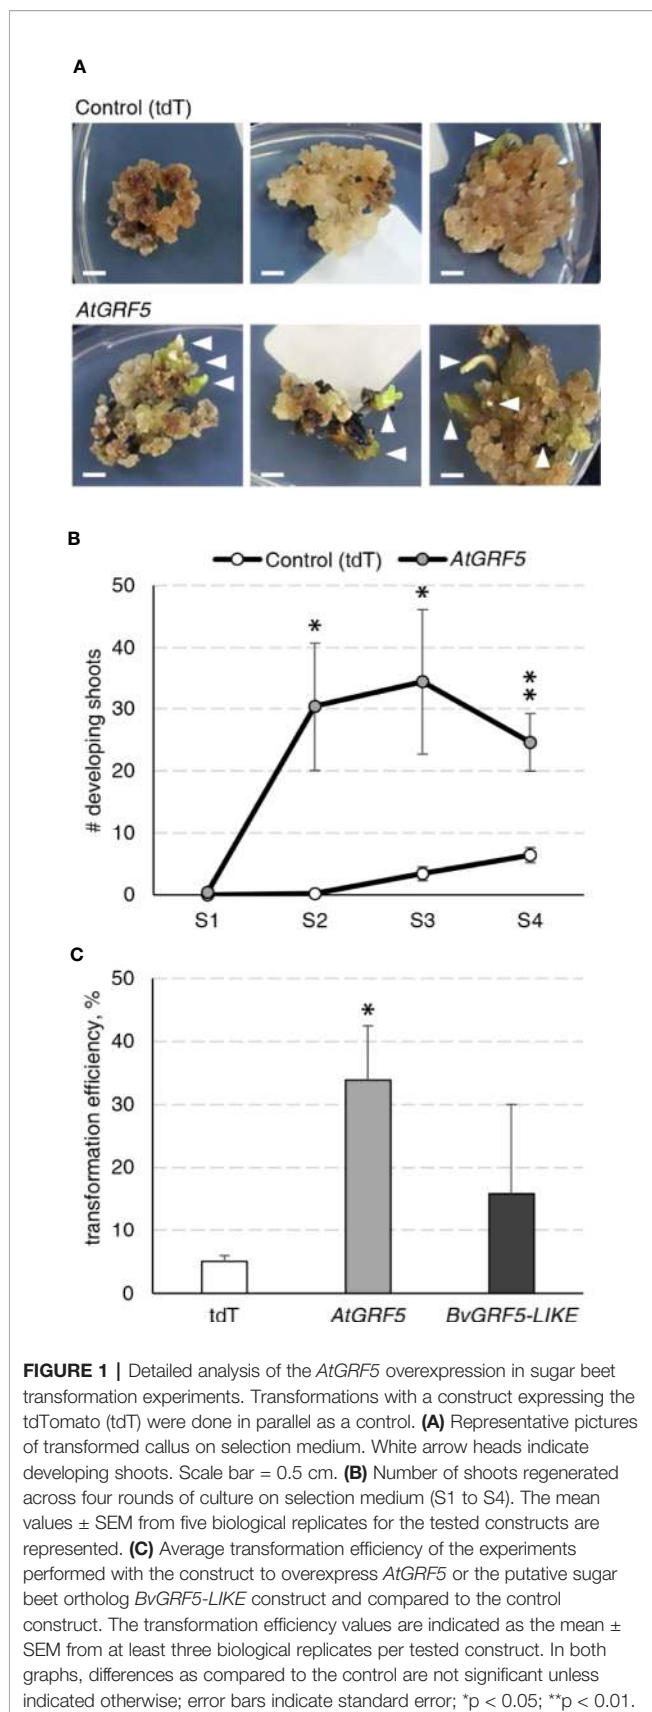 A
Control (tdT)
AtGRF5
B
Control (tdT) AtGRF5
50
40
30
20
10
0
# developing shoots
*
*
**
S1 S2 S3 S4
C
50
40
30
20
10
0
transformation efficiency, %
*
tdT AtGRF5 BvGRF5-LIKE
FIGURE 1 | Detailed analysis of the AtGRF5 overexpression in sugar beet
transformation experiments. Transformations with a construct expressing the
tdTomato (tdT) were done in parallel as a control. (A) Representative pictures
of transformed callus on selection medium. White arrow heads indicate
developing shoots. Scale bar = 0.5 cm. (B) Number of shoots regenerated
across four rounds of culture on selection medium (S1 to S4). The mean
values ± SEM from five biological replicates for the tested constructs are
represented. (C) Average transformation efficiency of the experiments
performed with the construct to overexpress AtGRF5 or the putative sugar
beet ortholog BvGRF5-LIKE construct and compared to the control
construct. The transformation efficiency values are indicated as the mean ±
SEM from at least three biological replicates per tested construct. In both
graphs, differences as compared to the control are not significant unless
indicated otherwise; error bars indicate standard error; *p < 0.05; **p < 0.01.